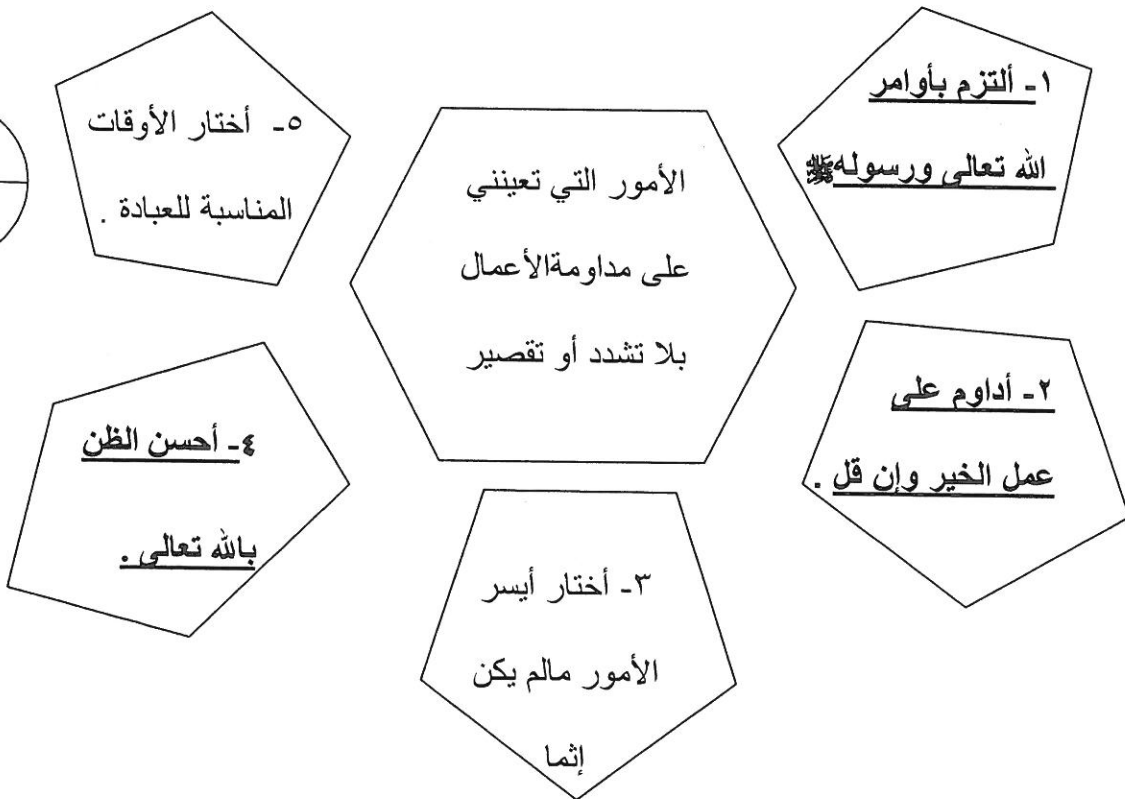 الأمور التي تعينني
على مداومةالأعمال
بلا تشدد أو تقصير
١- ألتزم بأوامر
الله تعالى ورسوله ﷺ
٢- أداوم على
عمل الخير وإن قل .
٣- أختار أيسر
الأمور مالم يكن
إثما
٤- أحسن الظن
بالله تعالى .
٥- أختار الأوقات
المناسبة للعبادة .